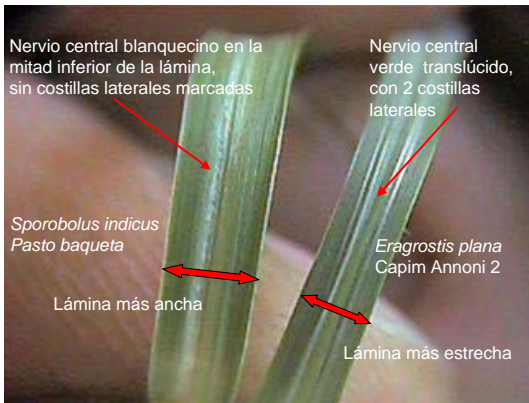 Nervio central blanquecino en la
mitad inferior de la lámina,
sin costillas laterales marcadas
Nervio central
verde translúcido,
con 2 costillas
laterales
Sporobolus indicus
Pasto baqueta
Eragrostis plana
Capim Annoni 2
Lámina más ancha
Lámina más estrecha